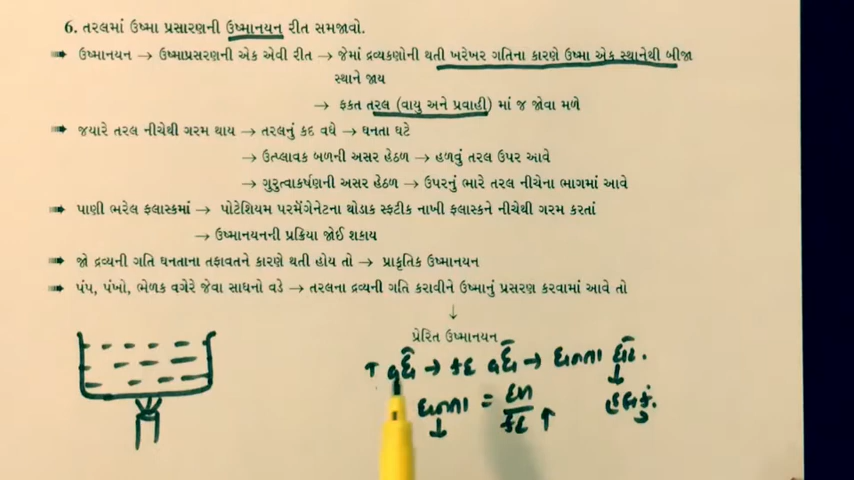 6. તરલમાં ઉષ્મા પ્રસારણની ઉષ્માનયન રીત સમજાવો.
➠ ઉષ્માનયન → ઉષ્માપ્રસરણની એક એવી રીત → જેમાં દ્રવ્યકણોની થતી ખરેખર ગતિના કારણે ઉષ્મા એક સ્થાનેથી બીજા
સ્થાને જાય
→ ફક્ત તરલ (વાયુ અને પ્રવાહી) માં જ જોવા મળે
➠ જયારે તરલ નીચેથી ગરમ થાય → તરલનું કદ વધે → ઘનતા ઘટે
→ ઉત્પ્લાવક બળની અસર હેઠળ → હળવું તરલ ઉપર આવે
→ ગુરુત્વાકર્ષણની અસર હેઠળ → ઉપરનું ભારે તરલ નીચેના ભાગમાં આવે
➠ પાણી ભરેલ ફલાસ્કમાં → પોટેશિયમ પરમેંગેનેટના થોડાક સ્ફટીક નાખી ફલાસ્કને નીચેથી ગરમ કરતાં
→ ઉષ્માનયનની પ્રક્રિયા જોઈ શકાય
➠ જો દ્રવ્યની ગતિ ઘનતાના તફાવતને કારણે થતી હોય તો → પ્રાકૃતિક ઉષ્માનયન
➠ પંપ, પંખો, ભેળક વગેરે જેવા સાધનો વડે → તરલના દ્રવ્યની ગતિ કરાવીને ઉષ્માનું પ્રસરણ કરવામાં આવે તો
↓
પ્રેરિત ઉષ્માનયન
↑ વધે → કદ વધે → ઘનતા ઘટે.
ઘનતા ↓ = દળ / કદ ↑